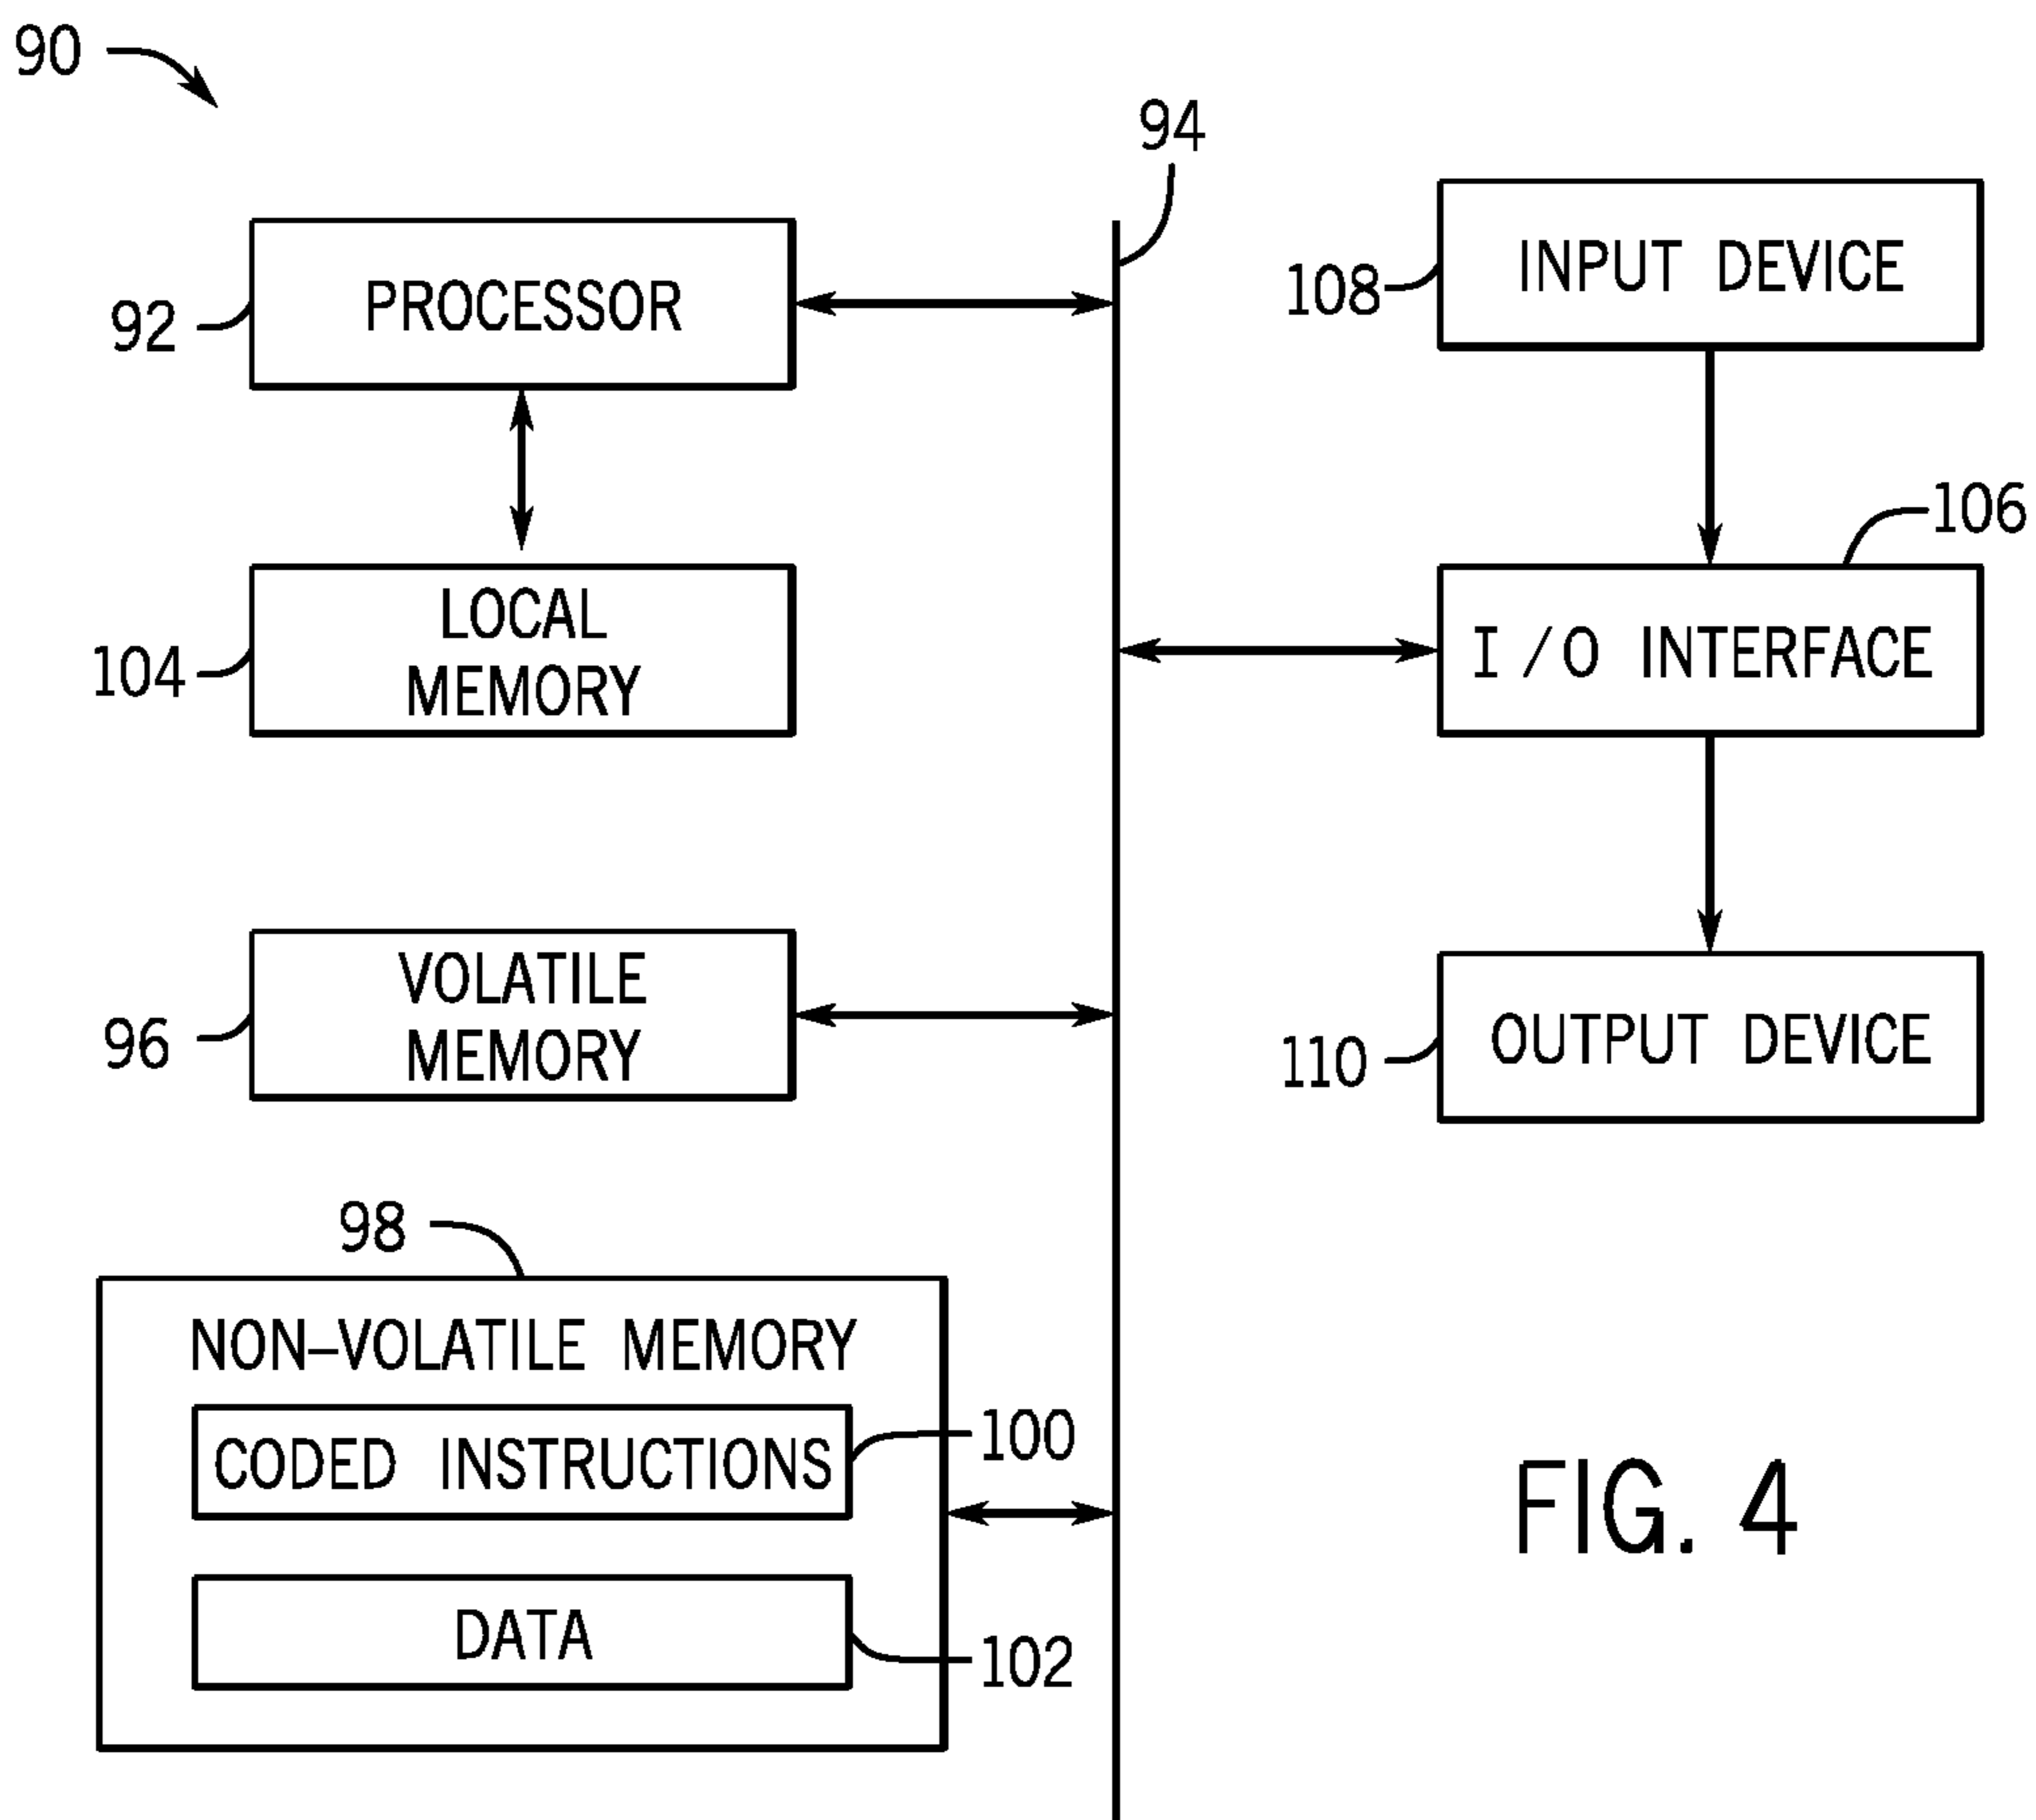 90
94
PROCESSOR
92
INPUT DEVICE
108
LOCAL
MEMORY
104
106
I/O INTERFACE
VOLATILE
MEMORY
96
OUTPUT DEVICE
110
98
NON-VOLATILE MEMORY
CODED INSTRUCTIONS
100
DATA
102
FIG. 4